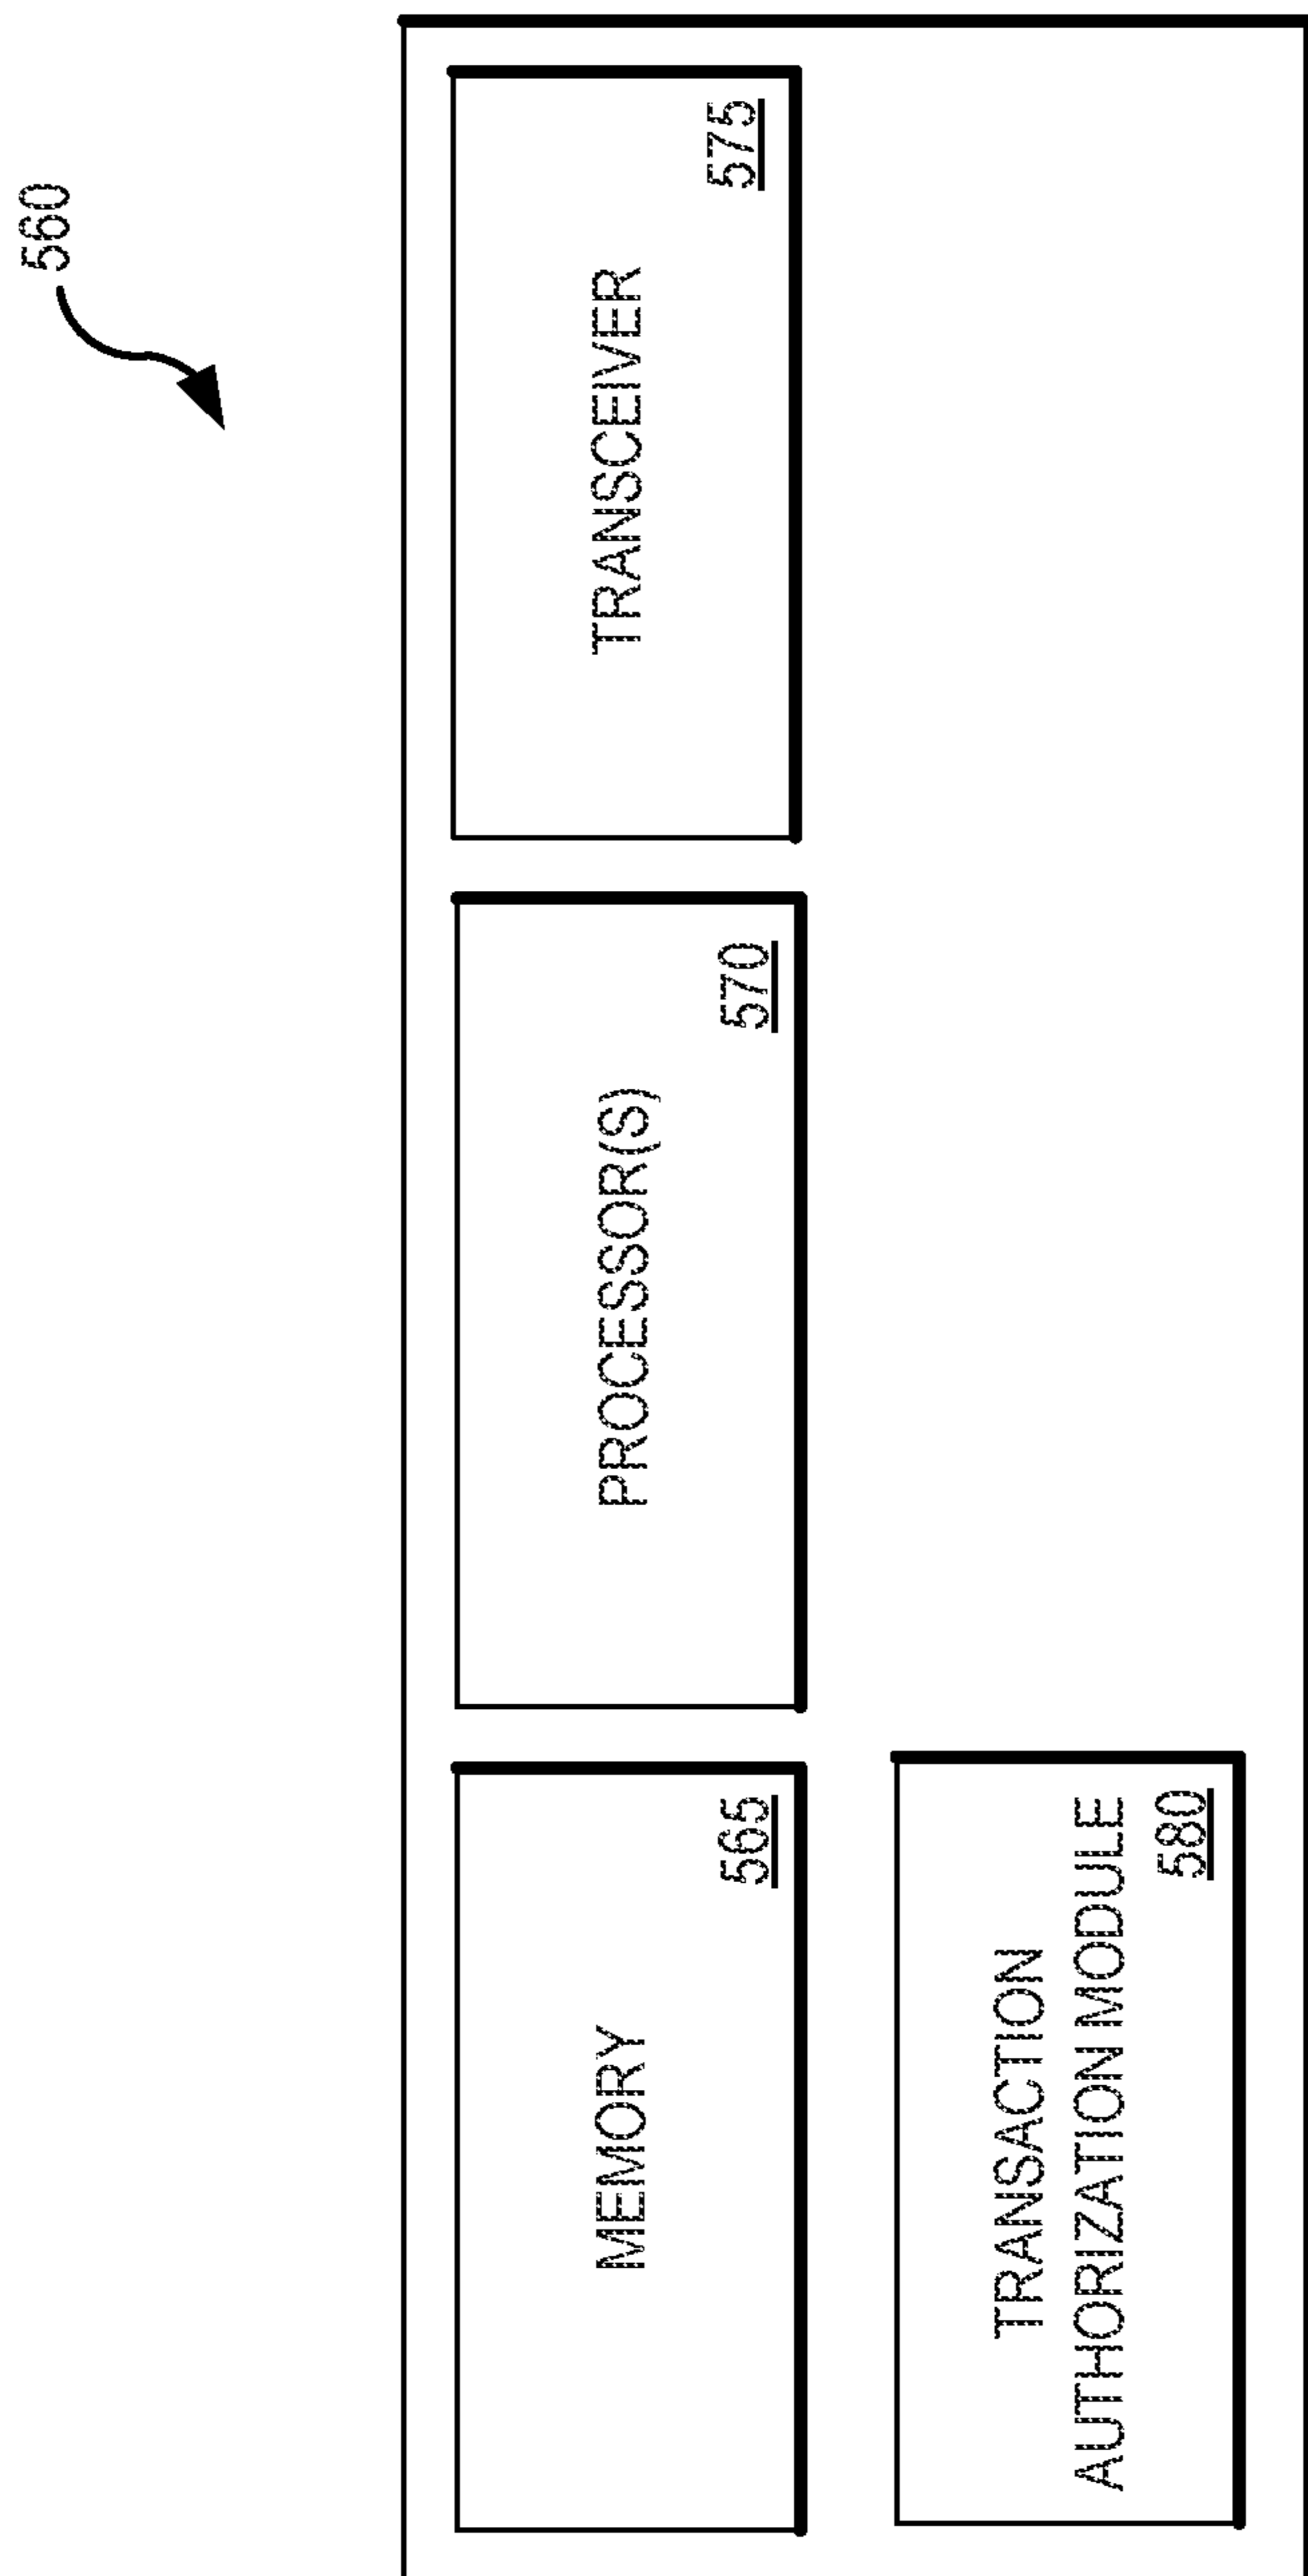 560
MEMORY
565
PROCESSOR(S)
570
TRANSCEIVER
575
TRANSACTION
AUTHORIZATION MODULE
580